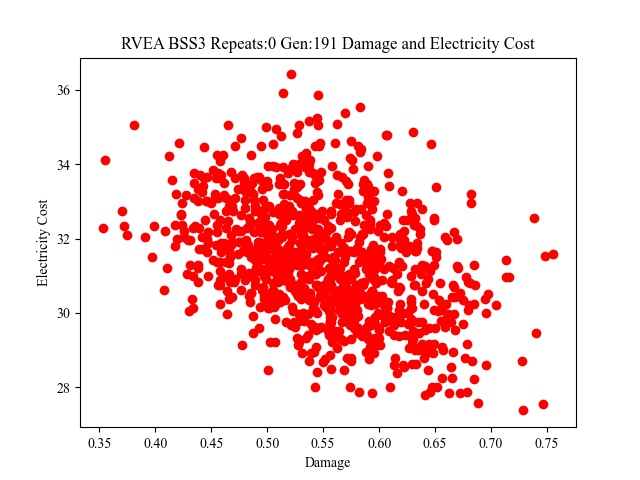 RVEA BSS3 Repeats:0 Gen:191 Damage and Electricity Cost
36
34
32
30
28
Electricity Cost
0.35 0.40 0.45 0.50 0.55 0.60 0.65 0.70 0.75
Damage